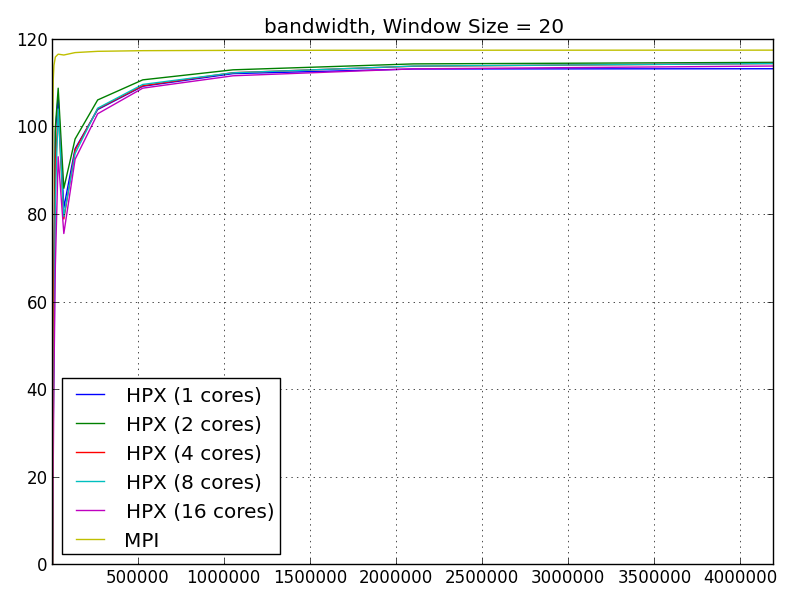 bandwidth, Window Size = 20
120
100
80
60
40
20
0
HPX (1 cores)
HPX (2 cores)
HPX (4 cores)
HPX (8 cores)
HPX (16 cores)
MPI
500000 1000000 1500000 2000000 2500000 3000000 3500000 4000000